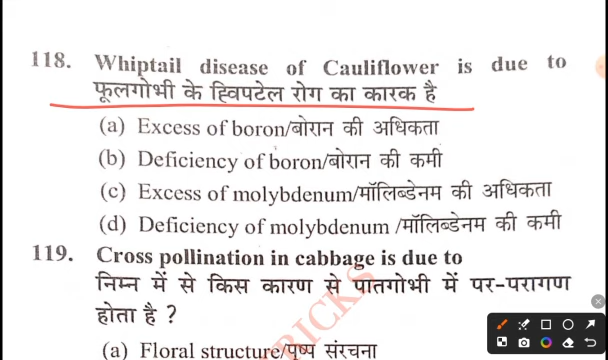 118. Whiptail disease of Cauliflower is due to
फूलगोभी के ह्विपटेल रोग का कारक है
(a) Excess of boron/बोरान की अधिकता
(b) Deficiency of boron/बोरान की कमी
(c) Excess of molybdenum/मॉलिब्डेनम की अधिकता
(d) Deficiency of molybdenum /मॉलिब्डेनम की कमी
119. Cross pollination in cabbage is due to
निम्न में से किस कारण से पातगोभी में पर-परागण
होता है ?
(a) Floral structure/पुष्प संरचना
RICKS